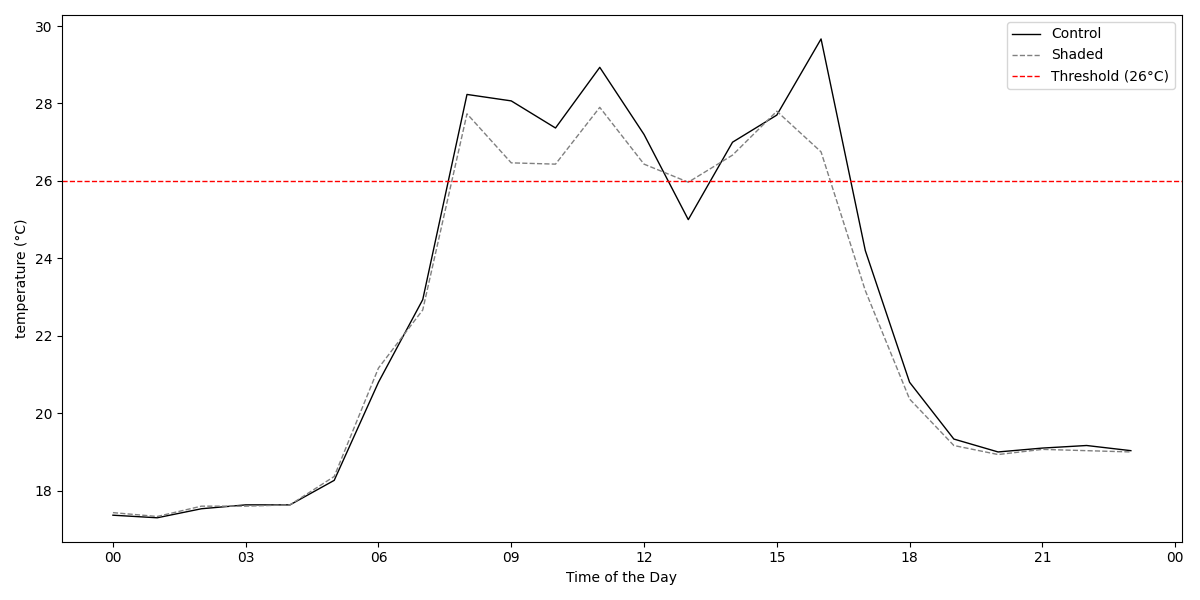 30
28
26
24
22
20
18
temperature (°C)
Control
Shaded
Threshold (26°C)
00 03 06 09 12 15 18 21 00
Time of the Day